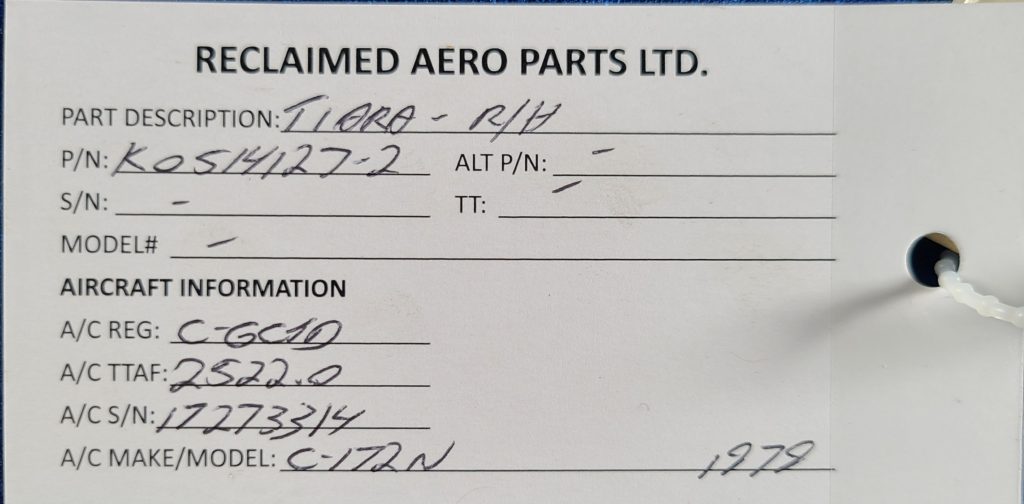 RECLAIMED AERO PARTS LTD.
PART DESCRIPTION: TIARA - R/H
P/N: K0514127-2 ALT P/N: -
S/N: - TT: -
MODEL# -
AIRCRAFT INFORMATION
A/C REG:
A/C TTAF: 2522.0
A/C S/N: 17273314
A/C MAKE/MODEL: C-172N 1979